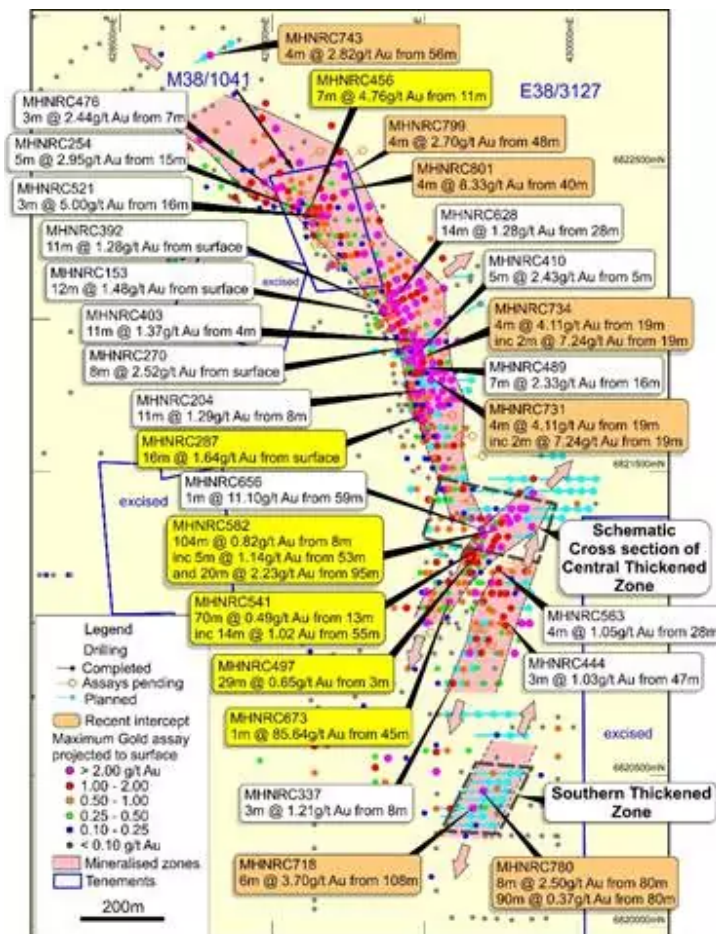 MHNRC743
4m @ 2.82g/t Au from 56m
430000mE
M38/1041
MHNRC456
7m @ 4.76g/t Au from 11m
E38/3127
MHNRC476
3m @ 2.44g/t Au from 7m
MHNRC799
4m @ 2.70g/t Au from 48m
MHNRC254
5m @ 2.95g/t Au from 15m
6822500mN
MHNRC801
4m @ 8.33g/t Au from 40m
MHNRC521
3m @ 5.00g/t Au from 16m
MHNRC628
14m @ 1.28g/t Au from 28m
MHNRC392
11m @ 1.28g/t Au from surface
MHNRC410
5m @ 2.43g/t Au from 5m
MHNRC153
12m @ 1.48g/t Au from surface
excised
MHNRC734
4m @ 4.11g/t Au from 19m
inc 2m @ 7.24g/t Au from 19m
MHNRC403
11m @ 1.37g/t Au from 4m
MHNRC270
8m @ 2.52g/t Au from surface
MHNRC489
7m @ 2.33g/t Au from 16m
MHNRC204
11m @ 1.29g/t Au from 8m
MHNRC731
4m @ 4.11g/t Au from 19m
inc 2m @ 7.24g/t Au from 19m
MHNRC287
16m @ 1.64g/t Au from surface
6821500mN
MHNRC656
1m @ 11.10g/t Au from 59m
excised
MHNRC582
104m @ 0.82g/t Au from 8m
inc 5m @ 1.14g/t Au from 53m
and 20m @ 2.23g/t Au from 95m
Schematic
Cross section of
Central Thickened
Zone
MHNRC541
70m @ 0.49g/t Au from 13m
inc 14m @ 1.02 Au from 55m
MHNRC563
4m @ 1.05g/t Au from 28m
MHNRC497
29m @ 0.65g/t Au from 3m
MHNRC444
3m @ 1.03g/t Au from 47m
MHNRC673
1m @ 85.64g/t Au from 45m
excised
6820500mN
MHNRC337
3m @ 1.21g/t Au from 8m
Southern Thickened
Zone
MHNRC718
6m @ 3.70g/t Au from 108m
MHNRC780
8m @ 2.50g/t Au from 80m
90m @ 0.37g/t Au from 80m
6820000mN
Legend
Drilling
Completed
Assays pending
Planned
Recent intercept
Maximum Gold assay
projected to surface
> 2.00 g/t Au
1.00 - 2.00
0.50 - 1.00
0.25 - 0.50
0.10 - 0.25
< 0.10 g/t Au
Mineralised zones
Tenements
200m